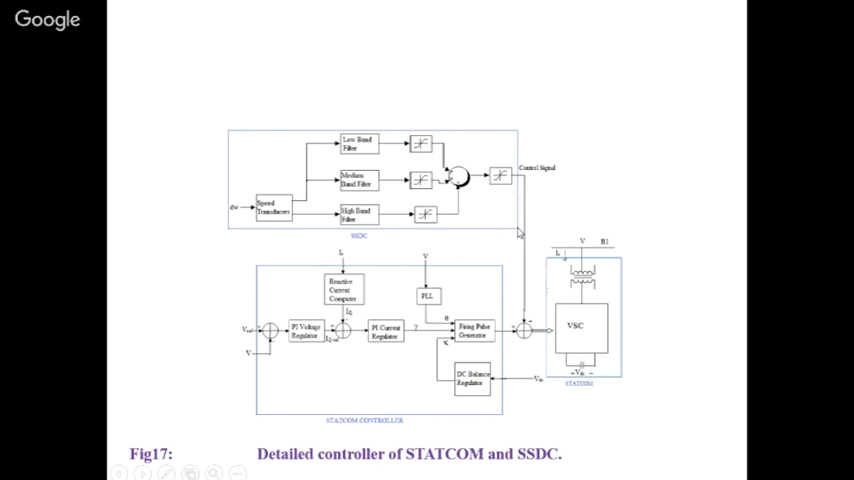 Google
Low Band
Filter
Medium
Band Filter
High Band
Filter
dw
Speed
Transducers
Control Signal
SSDC
V
B1
Reactive
Current
Computer
V
PLL
θ
PI Voltage
Regulator
PI Current
Regulator
γ
Firing Pulse
Generator
K
V
DC Balance
Regulator
VSC
STATCOM
STATCOM CONTROLLER
Fig17: Detailed controller of STATCOM and SSDC.